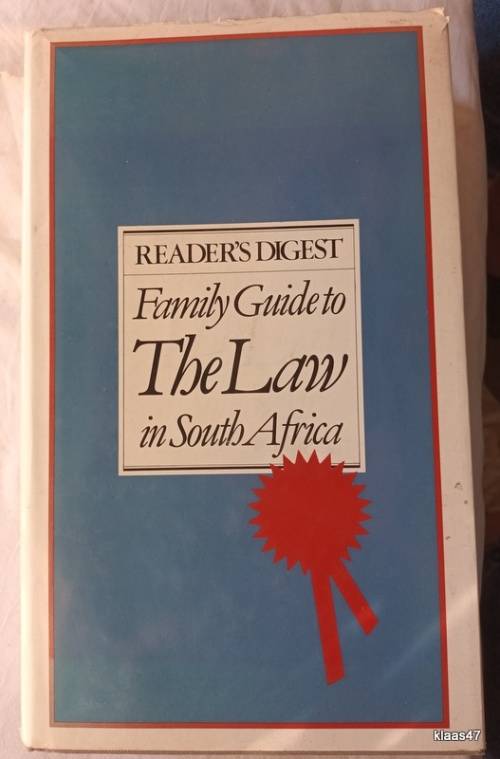 READER'S DIGEST
Family Guide to
The Law
in South Africa
klaas47